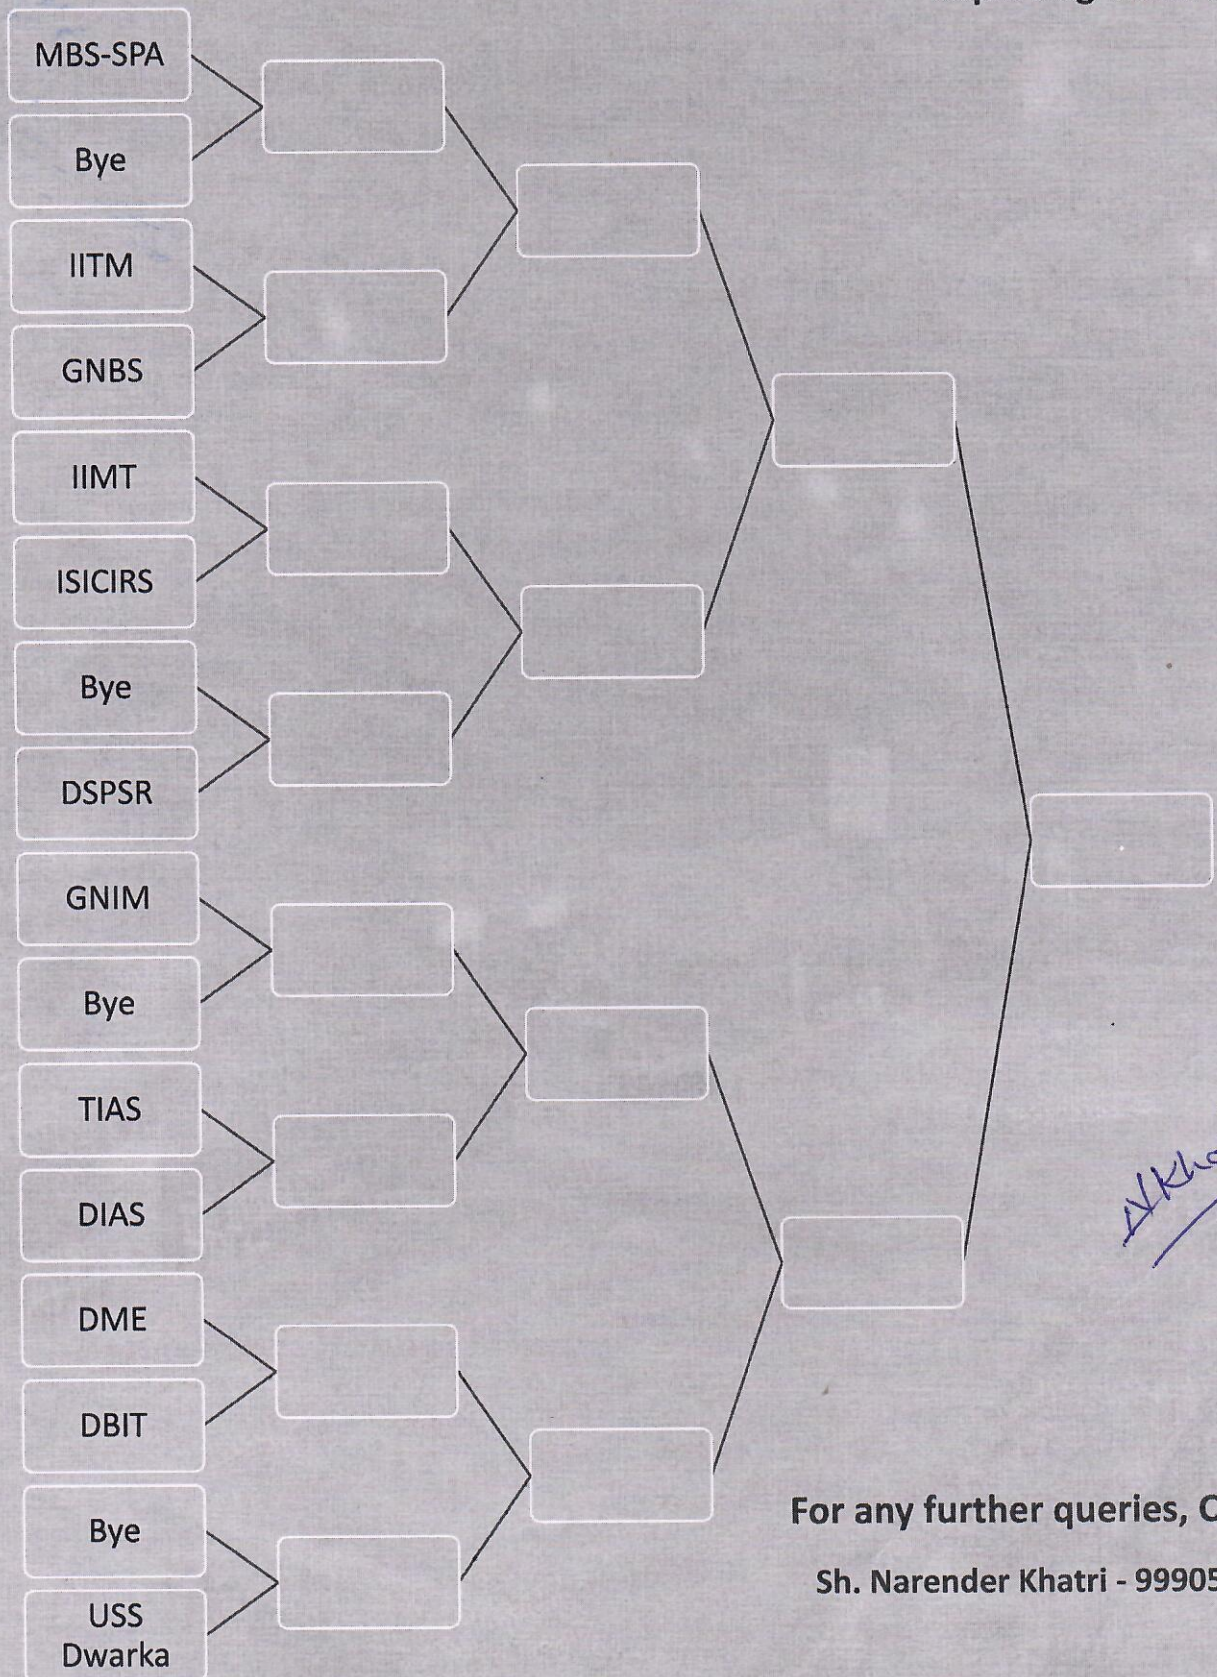 MBS-SPA
Bye
IITM
GNBS
IIMT
ISICIRS
Bye
DSPSR
GNIM
Bye
TIAS
DIAS
DME
DBIT
Bye
USS
Dwarka
For any further queries,
Sh. Narender Khatri - 99905